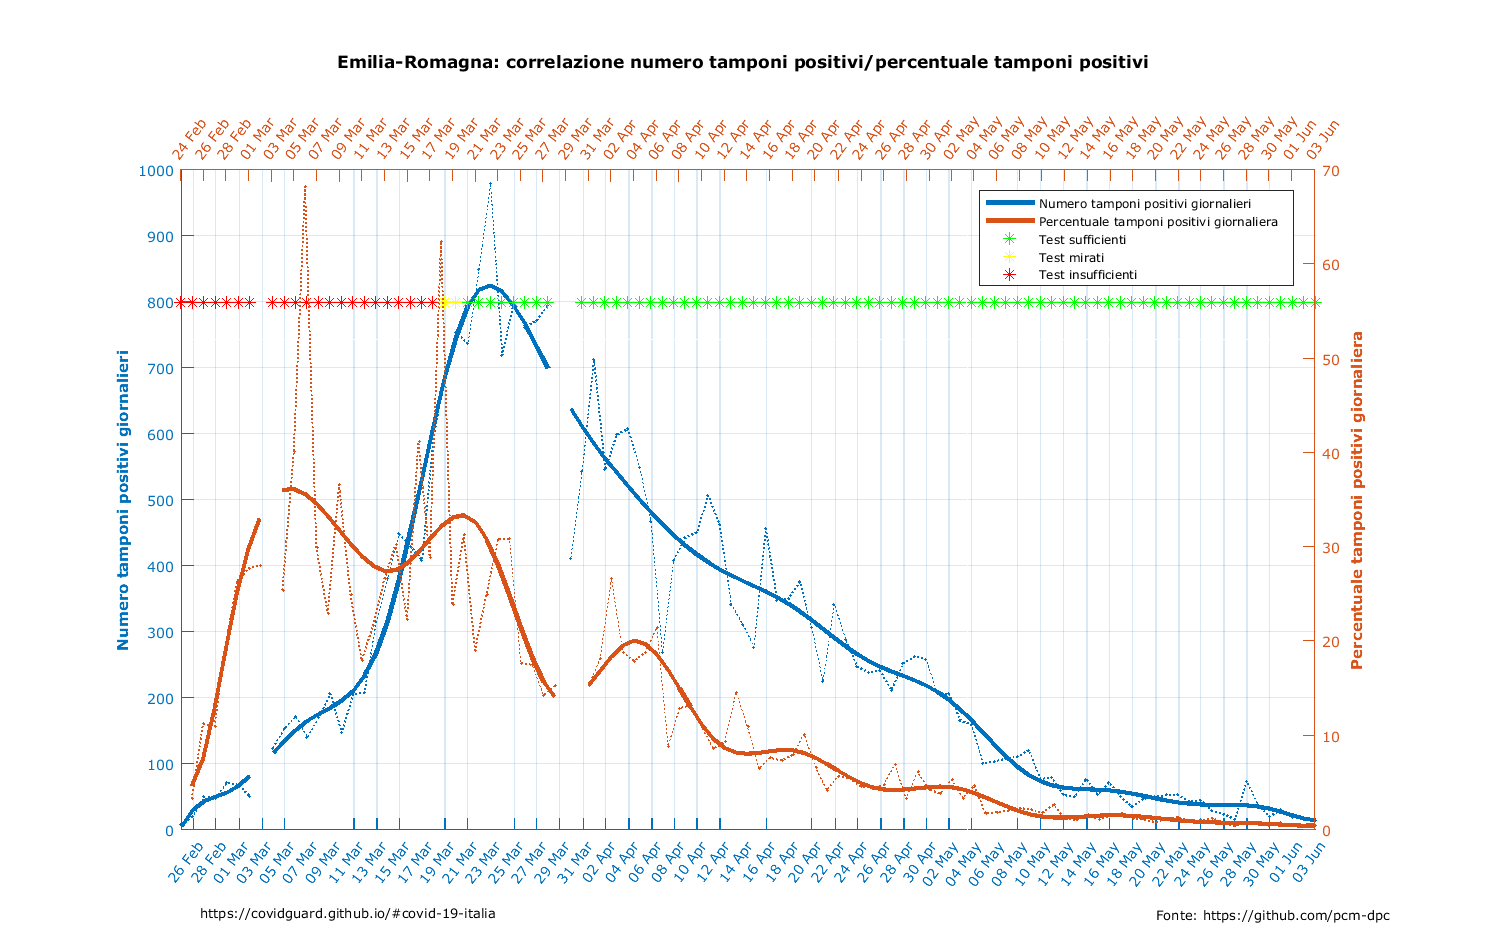 Emilia-Romagna: correlazione numero tamponi positivi/percentuale tamponi positivi
24 Feb 26 Feb 28 Feb 01 Mar 03 Mar 05 Mar 07 Mar 09 Mar 11 Mar 13 Mar 15 Mar 17 Mar 19 Mar 21 Mar 23 Mar 25 Mar 27 Mar 29 Mar 31 Mar 02 Apr 04 Apr 06 Apr 08 Apr 10 Apr 12 Apr 14 Apr 16 Apr 18 Apr 20 Apr 22 Apr 24 Apr 26 Apr 28 Apr 30 Apr 02 May 04 May 06 May 08 May 10 May 12 May 14 May 16 May 18 May 20 May 22 May 24 May 26 May 28 May 30 May 01 Jun 03 Jun
1000
900
800
700
600
500
400
300
200
100
0
Numero tamponi positivi giornalieri
Numero tamponi positivi giornalieri
Percentuale tamponi positivi giornaliera
Test sufficienti
Test mirati
Test insufficienti
70
60
50
40
30
20
10
0
Percentuale tamponi positivi giornaliera
26 Feb 28 Feb 01 Mar 03 Mar 05 Mar 07 Mar 09 Mar 11 Mar 13 Mar 15 Mar 17 Mar 19 Mar 21 Mar 23 Mar 25 Mar 27 Mar 29 Mar 31 Mar 02 Apr 04 Apr 06 Apr 08 Apr 10 Apr 12 Apr 14 Apr 16 Apr 18 Apr 20 Apr 22 Apr 24 Apr 26 Apr 28 Apr 30 Apr 02 May 04 May 06 May 08 May 10 May 12 May 14 May 16 May 18 May 20 May 22 May 24 May 26 May 28 May 30 May 01 Jun 03 Jun
https://covidguard.github.io/#covid-19-italia
Fonte: https://github.com/pcm-dpc